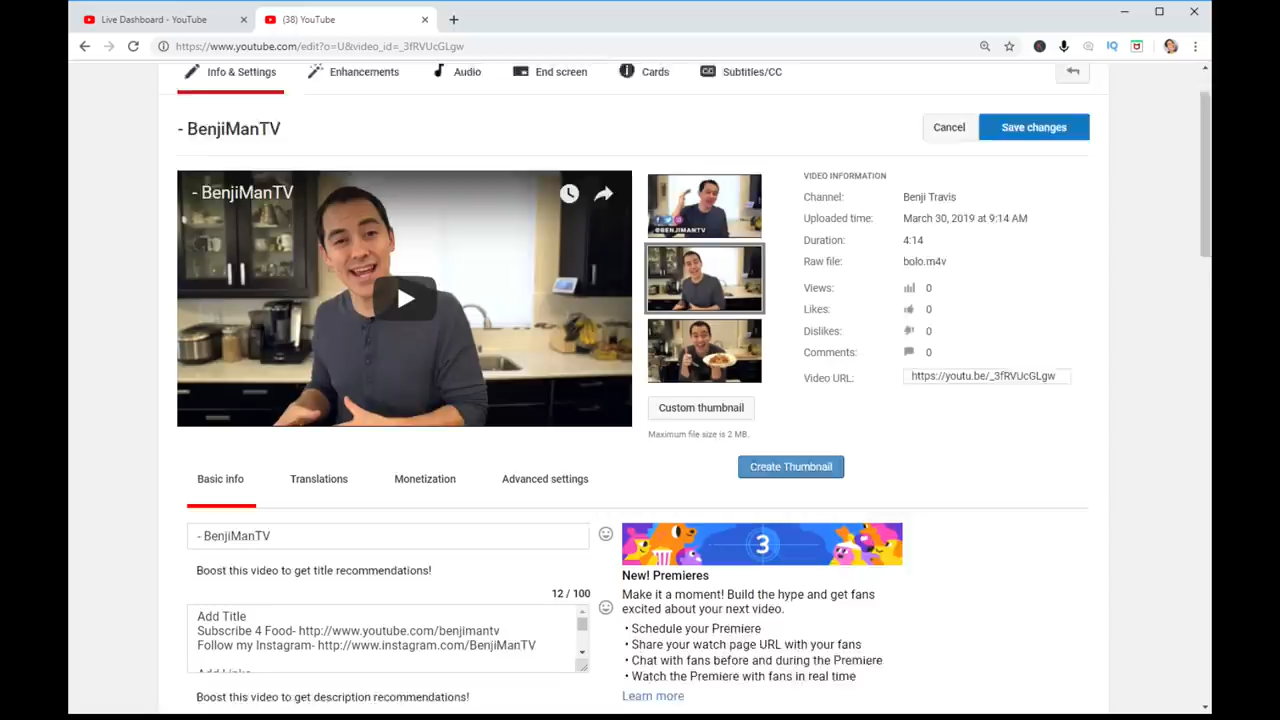 Live Dashboard - YouTube
(38) YouTube
https://www.youtube.com/edit?o=U&video_id=_3fRVUcGLgw
IQ
Info & Settings
Enhancements
Audio
End screen
Cards
CC
Subtitles/CC
- BenjiManTV
Cancel
Save changes
- BenjiManTV
@BENJIMANTV
Custom thumbnail
Maximum file size is 2 MB.
Create Thumbnail
VIDEO INFORMATION
Channel: Benji Travis
Uploaded time: March 30, 2019 at 9:14 AM
Duration: 4:14
Raw file: bolo.m4v
Views: 0
Likes: 0
Dislikes: 0
Comments: 0
Video URL: https://youtu.be/_3fRVUcGLgw
Basic info
Translations
Monetization
Advanced settings
- BenjiManTV
Boost this video to get title recommendations!
12 / 100
Add Title
Subscribe 4 Food- http://www.youtube.com/benjimantv
Follow my Instagram- http://www.instagram.com/BenjiManTV
Add Links
Boost this video to get description recommendations!
3
New! Premieres
Make it a moment! Build the hype and get fans
excited about your next video.
• Schedule your Premiere
• Share your watch page URL with your fans
• Chat with fans before and during the Premiere
• Watch the Premiere with fans in real time
Learn more